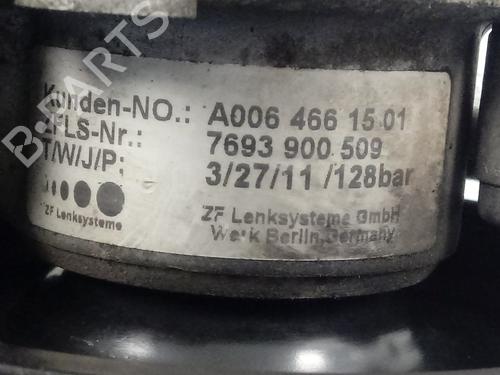 B-PARTS
Kunden-NO.: A006 466 15 01
ZFLS-Nr.: 7693 900 509
T/W/J/P; 3/27/11 /128bar
ZF Lenksysteme
ZF Lenksysteme GmbH
Werk Berlin, Germany